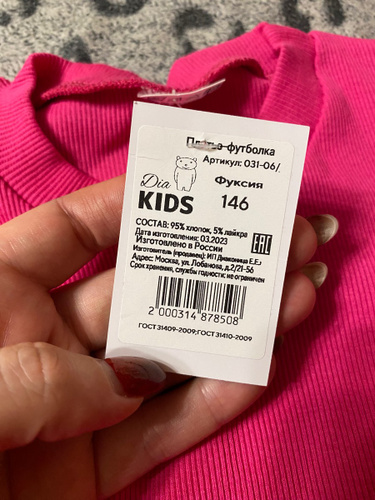 Платье-футболка
Артикул: 031-06/
Фуксия
Dia
KIDS
146
СОСТАВ: 95% хлопок, 5% лайкра
Дата изготовления: 03.2023
Изготовлено в России
EAC
Изготовитель (продавец): ИП Диаконица Е.Е.
Адрес: Москва, ул. Лобанова, д.2/21-56
Срок хранения, службы годности: не ограничен
2 000314 878508
ГОСТ 31409-2009;ГОСТ 31410-2009